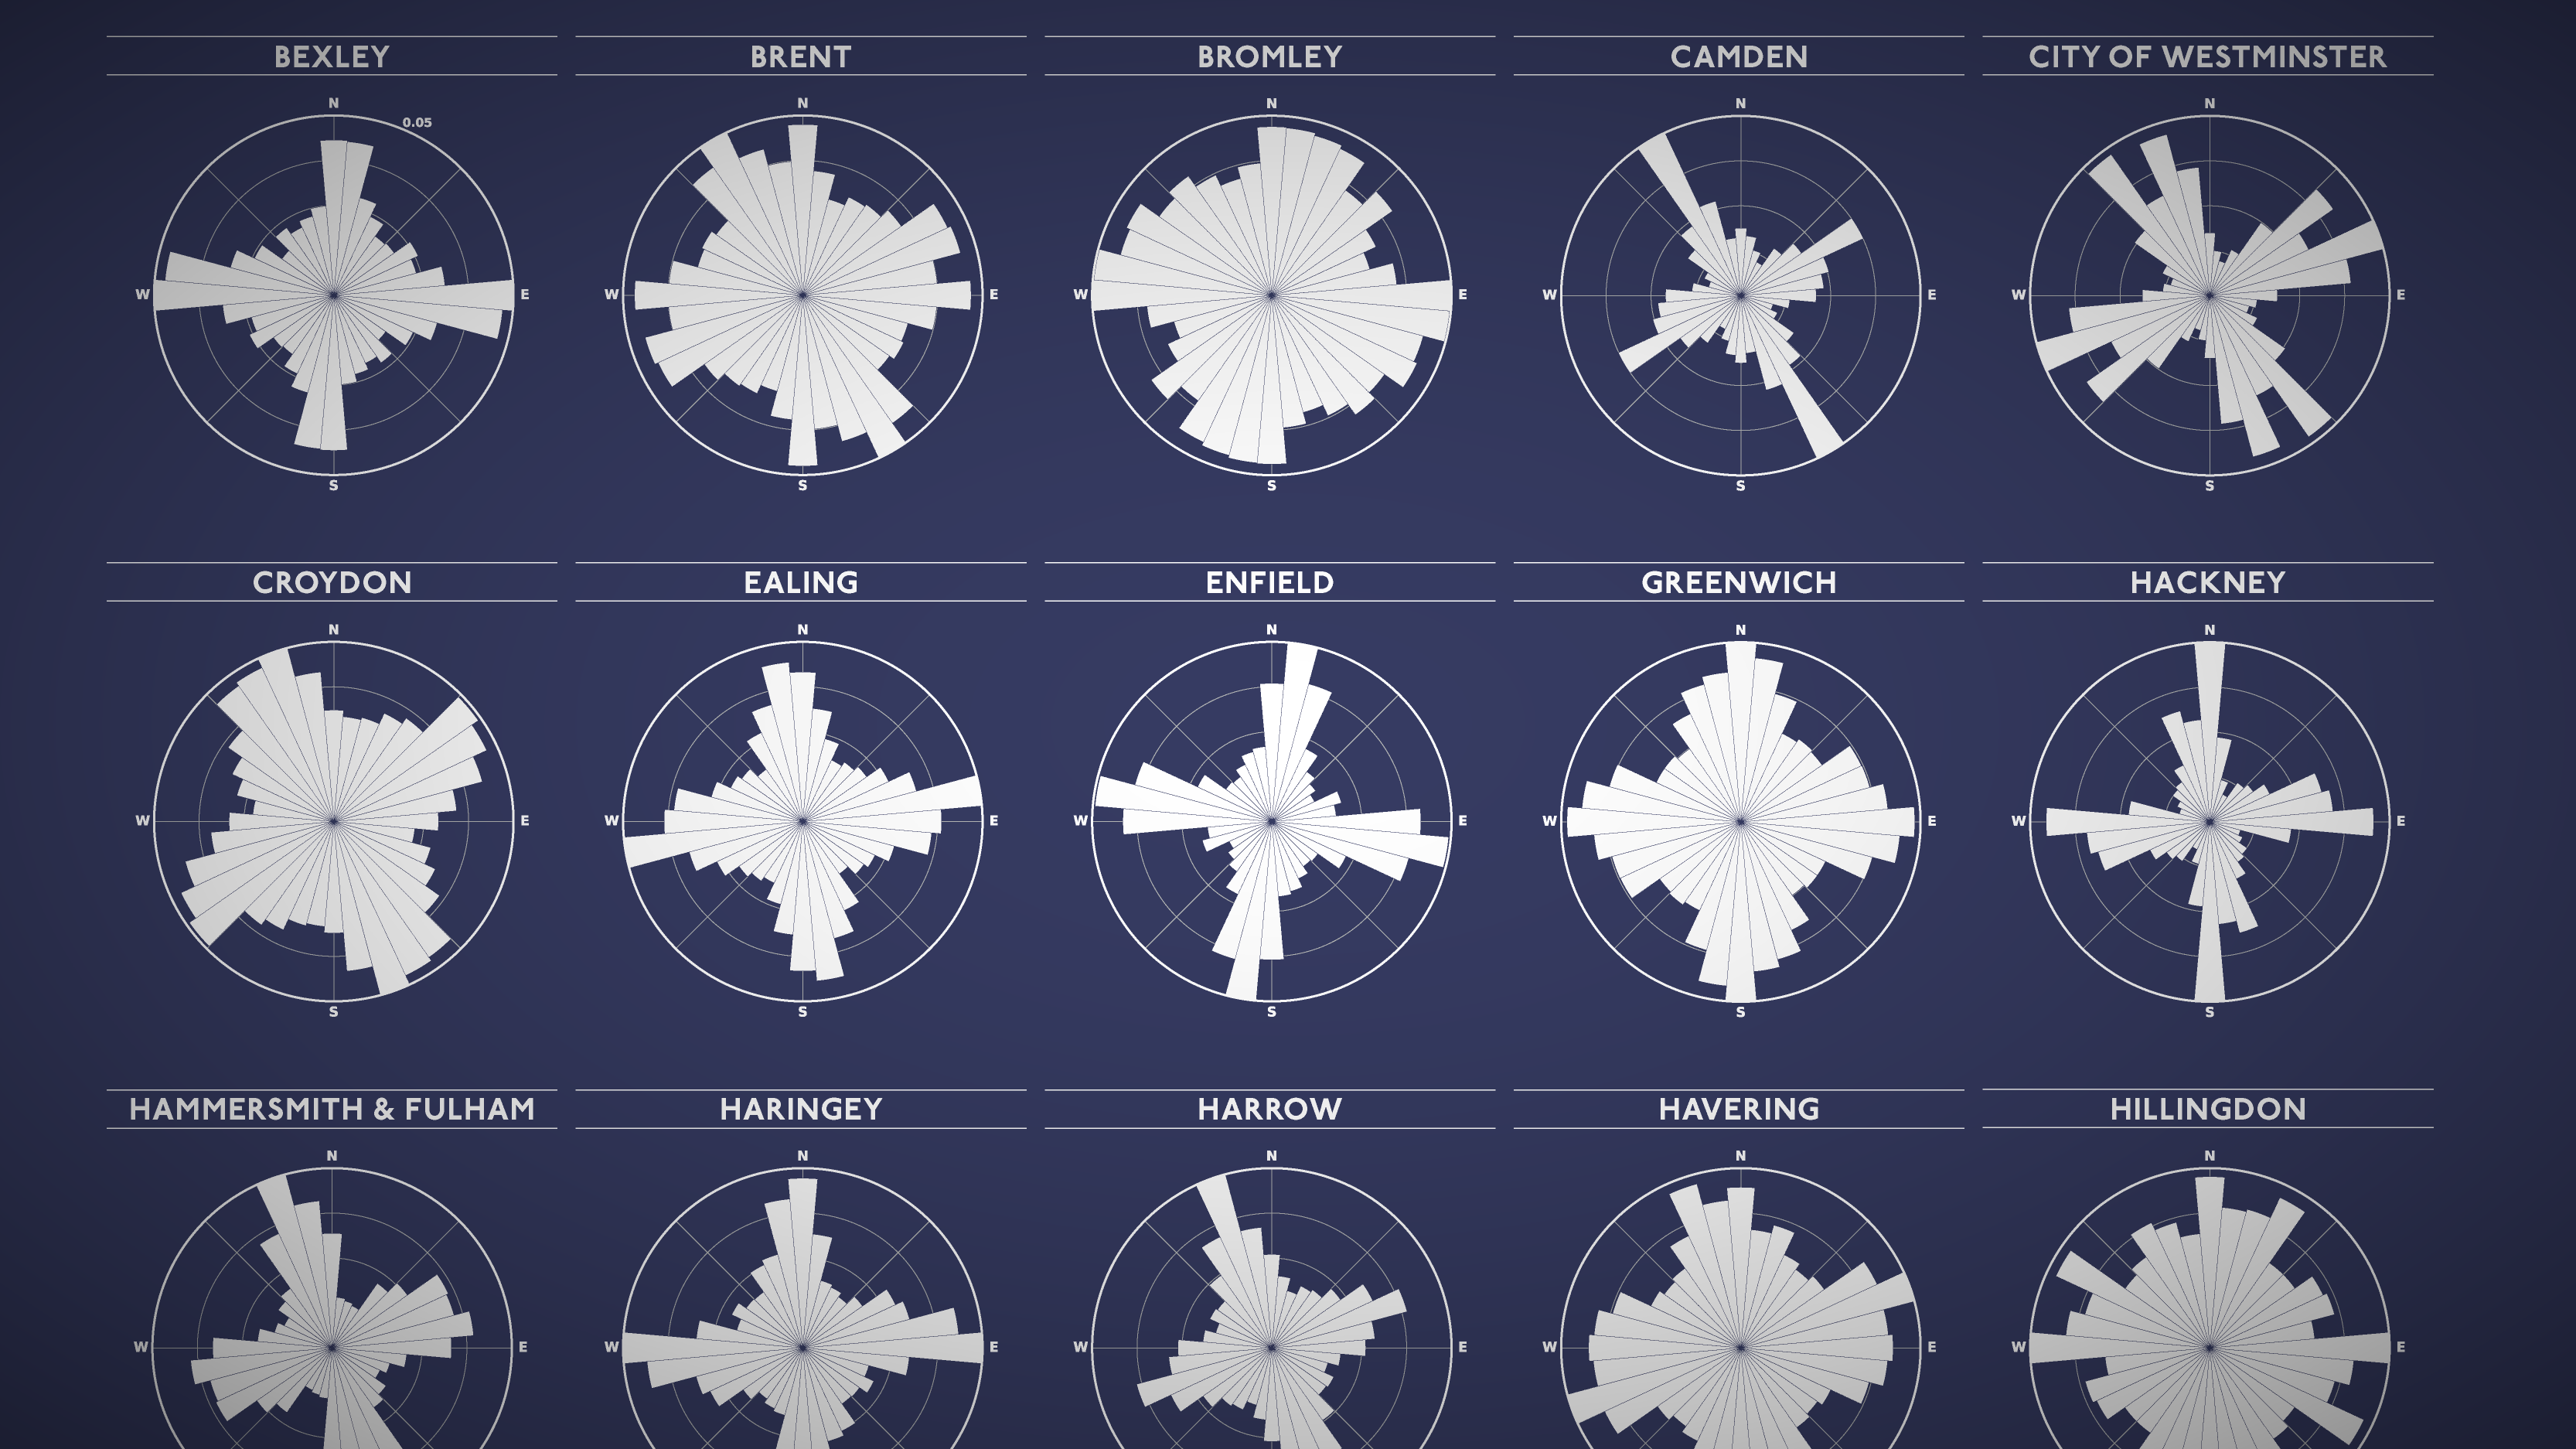 BEXLEY
BRENT
BROMLEY
CAMDEN
CITY OF WESTMINSTER
N
0.05
N
N
N
N
W
E
W
E
W
E
W
E
W
E
S
S
S
S
S
CROYDON
EALING
ENFIELD
GREENWICH
HACKNEY
N
N
N
N
N
W
E
W
E
W
E
W
E
W
E
S
S
S
S
S
HAMMERSMITH & FULHAM
HARINGEY
HARROW
HAVERING
HILLINGDON
N
N
N
N
N
W
E
W
E
W
E
W
E
W
E